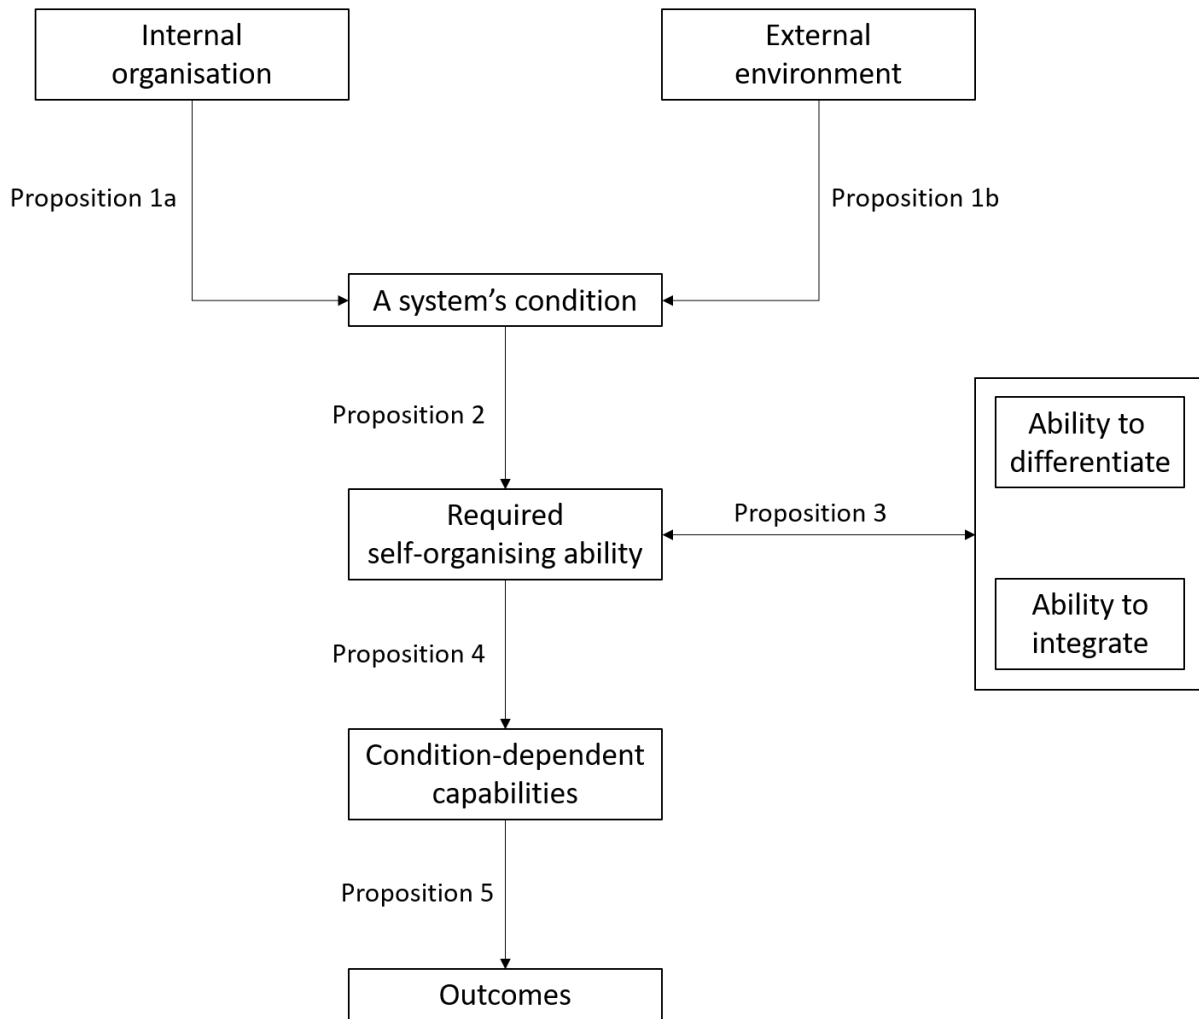 Internal
organisation
External
environment
Proposition 1a
Proposition 1b
A system’s condition
Proposition 2
Ability to
differentiate
Required
self-organising ability
Proposition 3
Ability to
integrate
Proposition 4
Condition-dependent
capabilities
Proposition 5
Outcomes